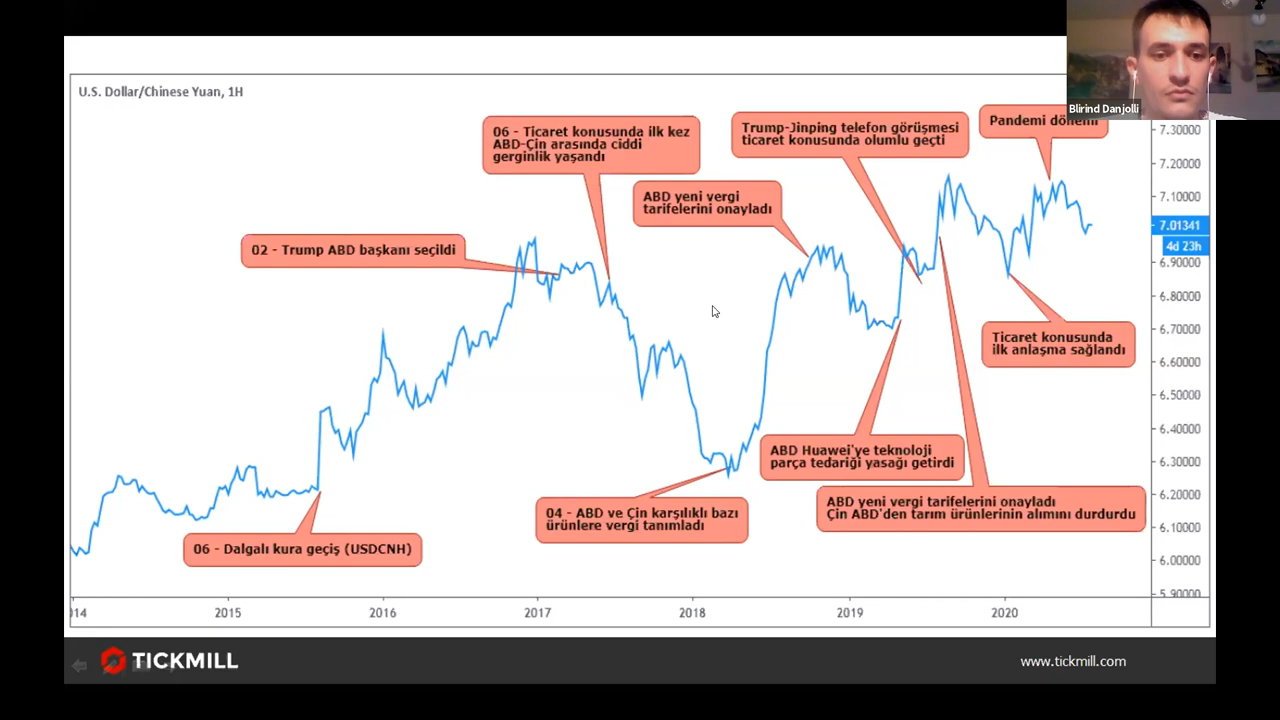 Blirind Danjolli
U.S. Dollar/Chinese Yuan, 1H
06 - Ticaret konusunda ilk kez
ABD-Çin arasında ciddi
gerginlik yaşandı
Trump-Jinping telefon görüşmesi
ticaret konusunda olumlu geçti
Pandemi dönemi
ABD yeni vergi
tarifelerini onayladı
02 - Trump ABD başkanı seçildi
Ticaret konusunda
ilk anlaşma sağlandı
ABD Huawei'ye teknoloji
parça tedariği yasağı getirdi
04 - ABD ve Çin karşılıklı bazı
ürünlere vergi tanımladı
ABD yeni vergi tarifelerini onayladı
Çin ABD'den tarım ürünlerinin alımını durdurdu
06 - Dalgalı kura geçiş (USDCNH)
7.30000
7.20000
7.10000
7.01341
4d 23h
6.90000
6.80000
6.70000
6.60000
6.50000
6.40000
6.30000
6.20000
6.10000
6.00000
5.90000
2015 2016 2017 2018 2019 2020
TICKMILL
www.tickmill.com